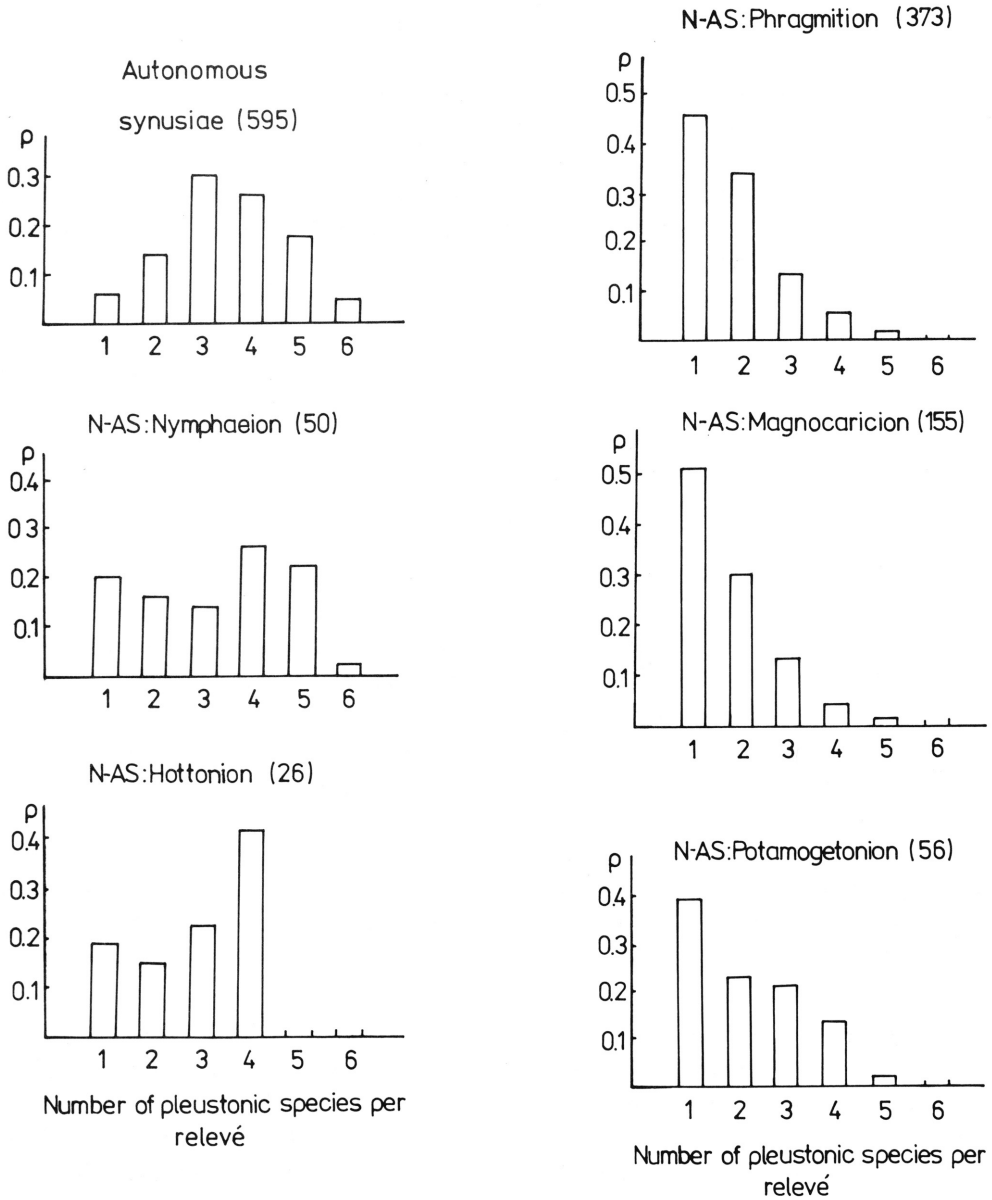 Autonomous
synusiae (595)
ρ
0.3
0.2
0.1
1 2 3 4 5 6
N-AS:Nymphaeion (50)
ρ
0.4
0.3
0.2
0.1
1 2 3 4 5 6
N-AS:Hottonion (26)
ρ
0.4
0.3
0.2
0.1
1 2 3 4 5 6
Number of pleustonic species per
relevé
N-AS:Phragmition (373)
ρ
0.5
0.4
0.3
0.2
0.1
1 2 3 4 5 6
N-AS:Magnocaricion (155)
ρ
0.5
0.4
0.3
0.2
0.1
1 2 3 4 5 6
N-AS:Potamogetonion (56)
ρ
0.4
0.3
0.2
0.1
1 2 3 4 5 6
Number of pleustonic species per
relevé